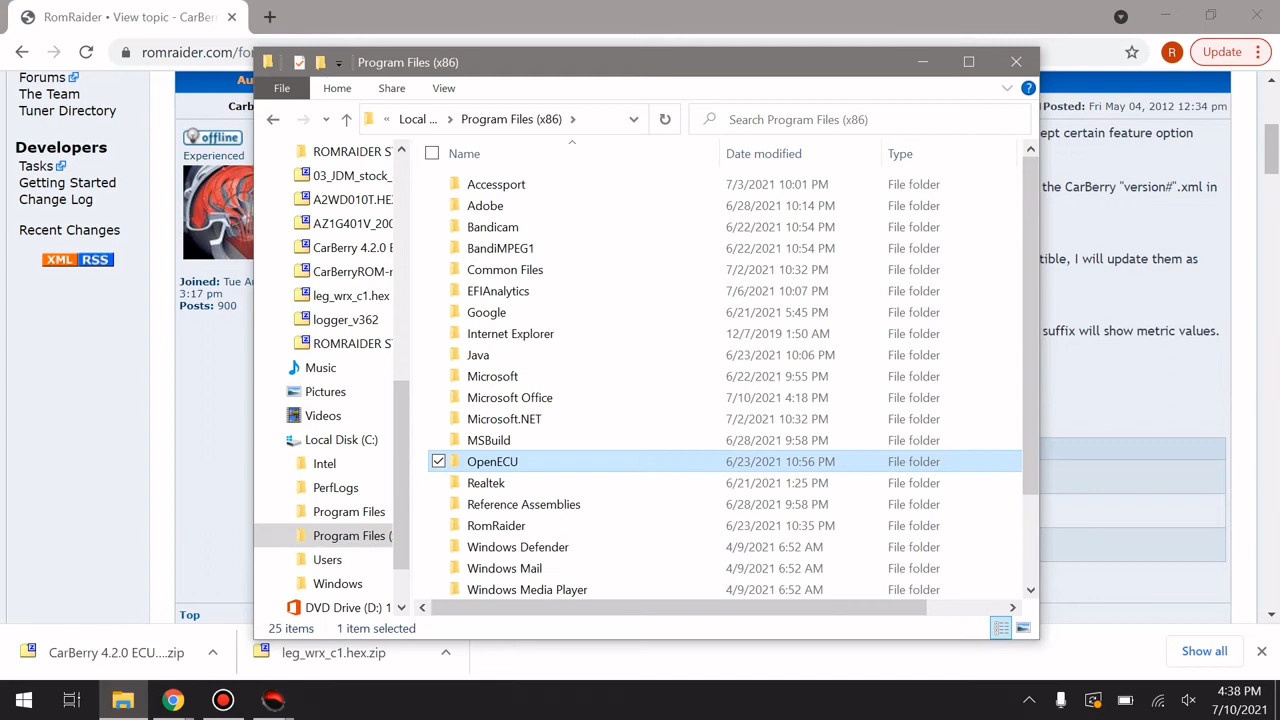 RomRaider • View topic - CarBerr
romraider.com/fo
R
Update
Forums
The Team
Tuner Directory
Developers
Tasks
Getting Started
Change Log
Recent Changes
XML RSS
Au
Carb
Posted: Fri May 04, 2012 12:34 pm
offline
Experienced
Joined: Tue Au
3:17 pm
Posts: 900
Top
ept certain feature option
the CarBerry "version#".xml in
tible, I will update them as
suffix will show metric values.
Program Files (x86)
File
Home
Share
View
Local ...
Program Files (x86)
Search Program Files (x86)
ROMRAIDER S
03_JDM_stock_
A2WD010T.HE
AZ1G401V_200
CarBerry 4.2.0 E
CarBerryROM-r
leg_wrx_c1.hex
logger_v362
ROMRAIDER S
Music
Pictures
Videos
Local Disk (C:)
Intel
PerfLogs
Program Files
Program Files (
Users
Windows
DVD Drive (D:) 1
Name Date modified Type
Accessport 7/3/2021 10:01 PM File folder
Adobe 6/28/2021 10:14 PM File folder
Bandicam 6/22/2021 10:54 PM File folder
BandiMPEG1 6/22/2021 10:54 PM File folder
Common Files 7/2/2021 10:32 PM File folder
EFIAnalytics 7/6/2021 10:07 PM File folder
Google 6/21/2021 5:45 PM File folder
Internet Explorer 12/7/2019 1:50 AM File folder
Java 6/23/2021 10:06 PM File folder
Microsoft 6/22/2021 9:55 PM File folder
Microsoft Office 7/10/2021 4:18 PM File folder
Microsoft.NET 7/2/2021 10:32 PM File folder
MSBuild 6/28/2021 9:58 PM File folder
OpenECU 6/23/2021 10:56 PM File folder
Realtek 6/21/2021 1:25 PM File folder
Reference Assemblies 6/28/2021 9:58 PM File folder
RomRaider 6/23/2021 10:35 PM File folder
Windows Defender 4/9/2021 6:52 AM File folder
Windows Mail 4/9/2021 6:52 AM File folder
Windows Media Player 4/9/2021 6:52 AM File folder
25 items 1 item selected
CarBerry 4.2.0 ECU....zip
leg_wrx_c1.hex.zip
Show all
4:38 PM
7/10/2021